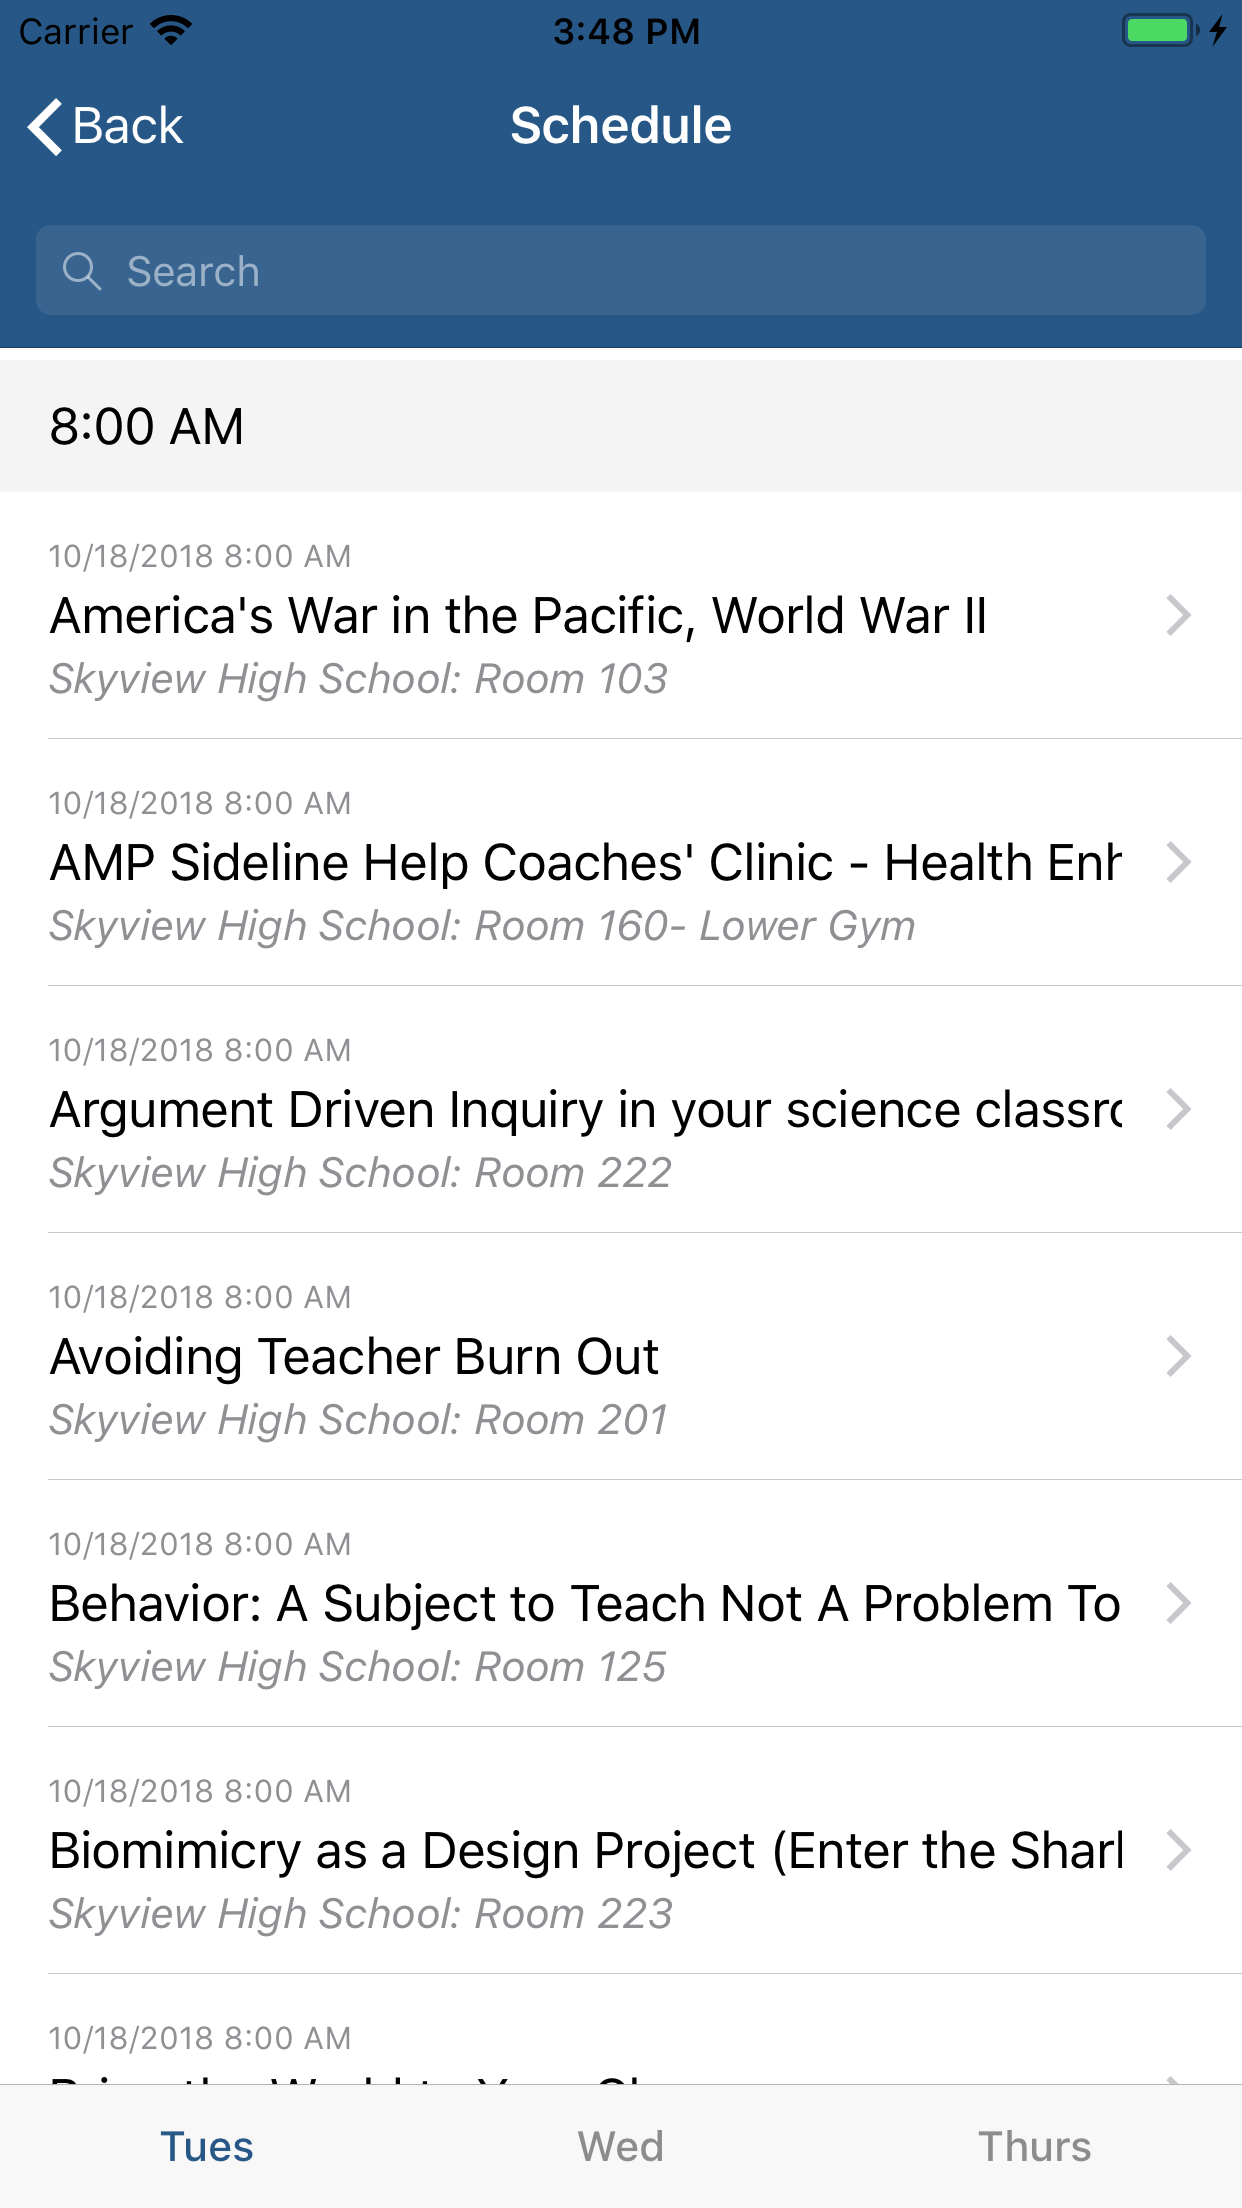 Carrier 3:48 PM
Back Schedule
Search
8:00 AM
10/18/2018 8:00 AM
America's War in the Pacific, World War II
Skyview High School: Room 103
10/18/2018 8:00 AM
AMP Sideline Help Coaches' Clinic - Health Enh
Skyview High School: Room 160- Lower Gym
10/18/2018 8:00 AM
Argument Driven Inquiry in your science classro
Skyview High School: Room 222
10/18/2018 8:00 AM
Avoiding Teacher Burn Out
Skyview High School: Room 201
10/18/2018 8:00 AM
Behavior: A Subject to Teach Not A Problem To
Skyview High School: Room 125
10/18/2018 8:00 AM
Biomimicry as a Design Project (Enter the Shark
Skyview High School: Room 223
10/18/2018 8:00 AM
Tues Wed Thurs